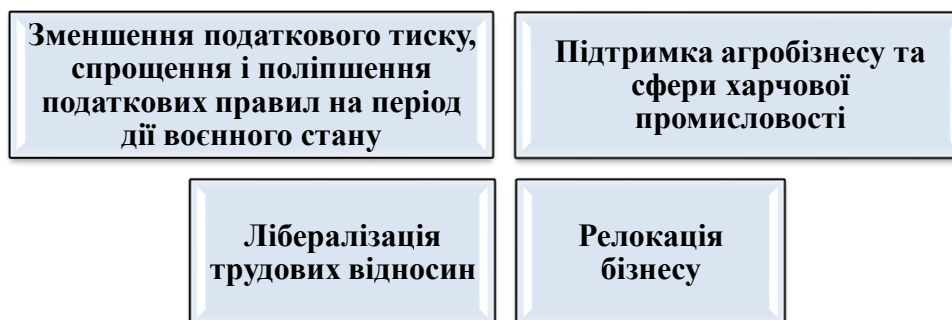 Зменшення податкового тиску,
спрощення і поліпшення
податкових правил на період
дії воєнного стану
Підтримка агробізнесу та
сфери харчової
промисловості
Лібералізація
трудових відносин
Релокація
бізнесу